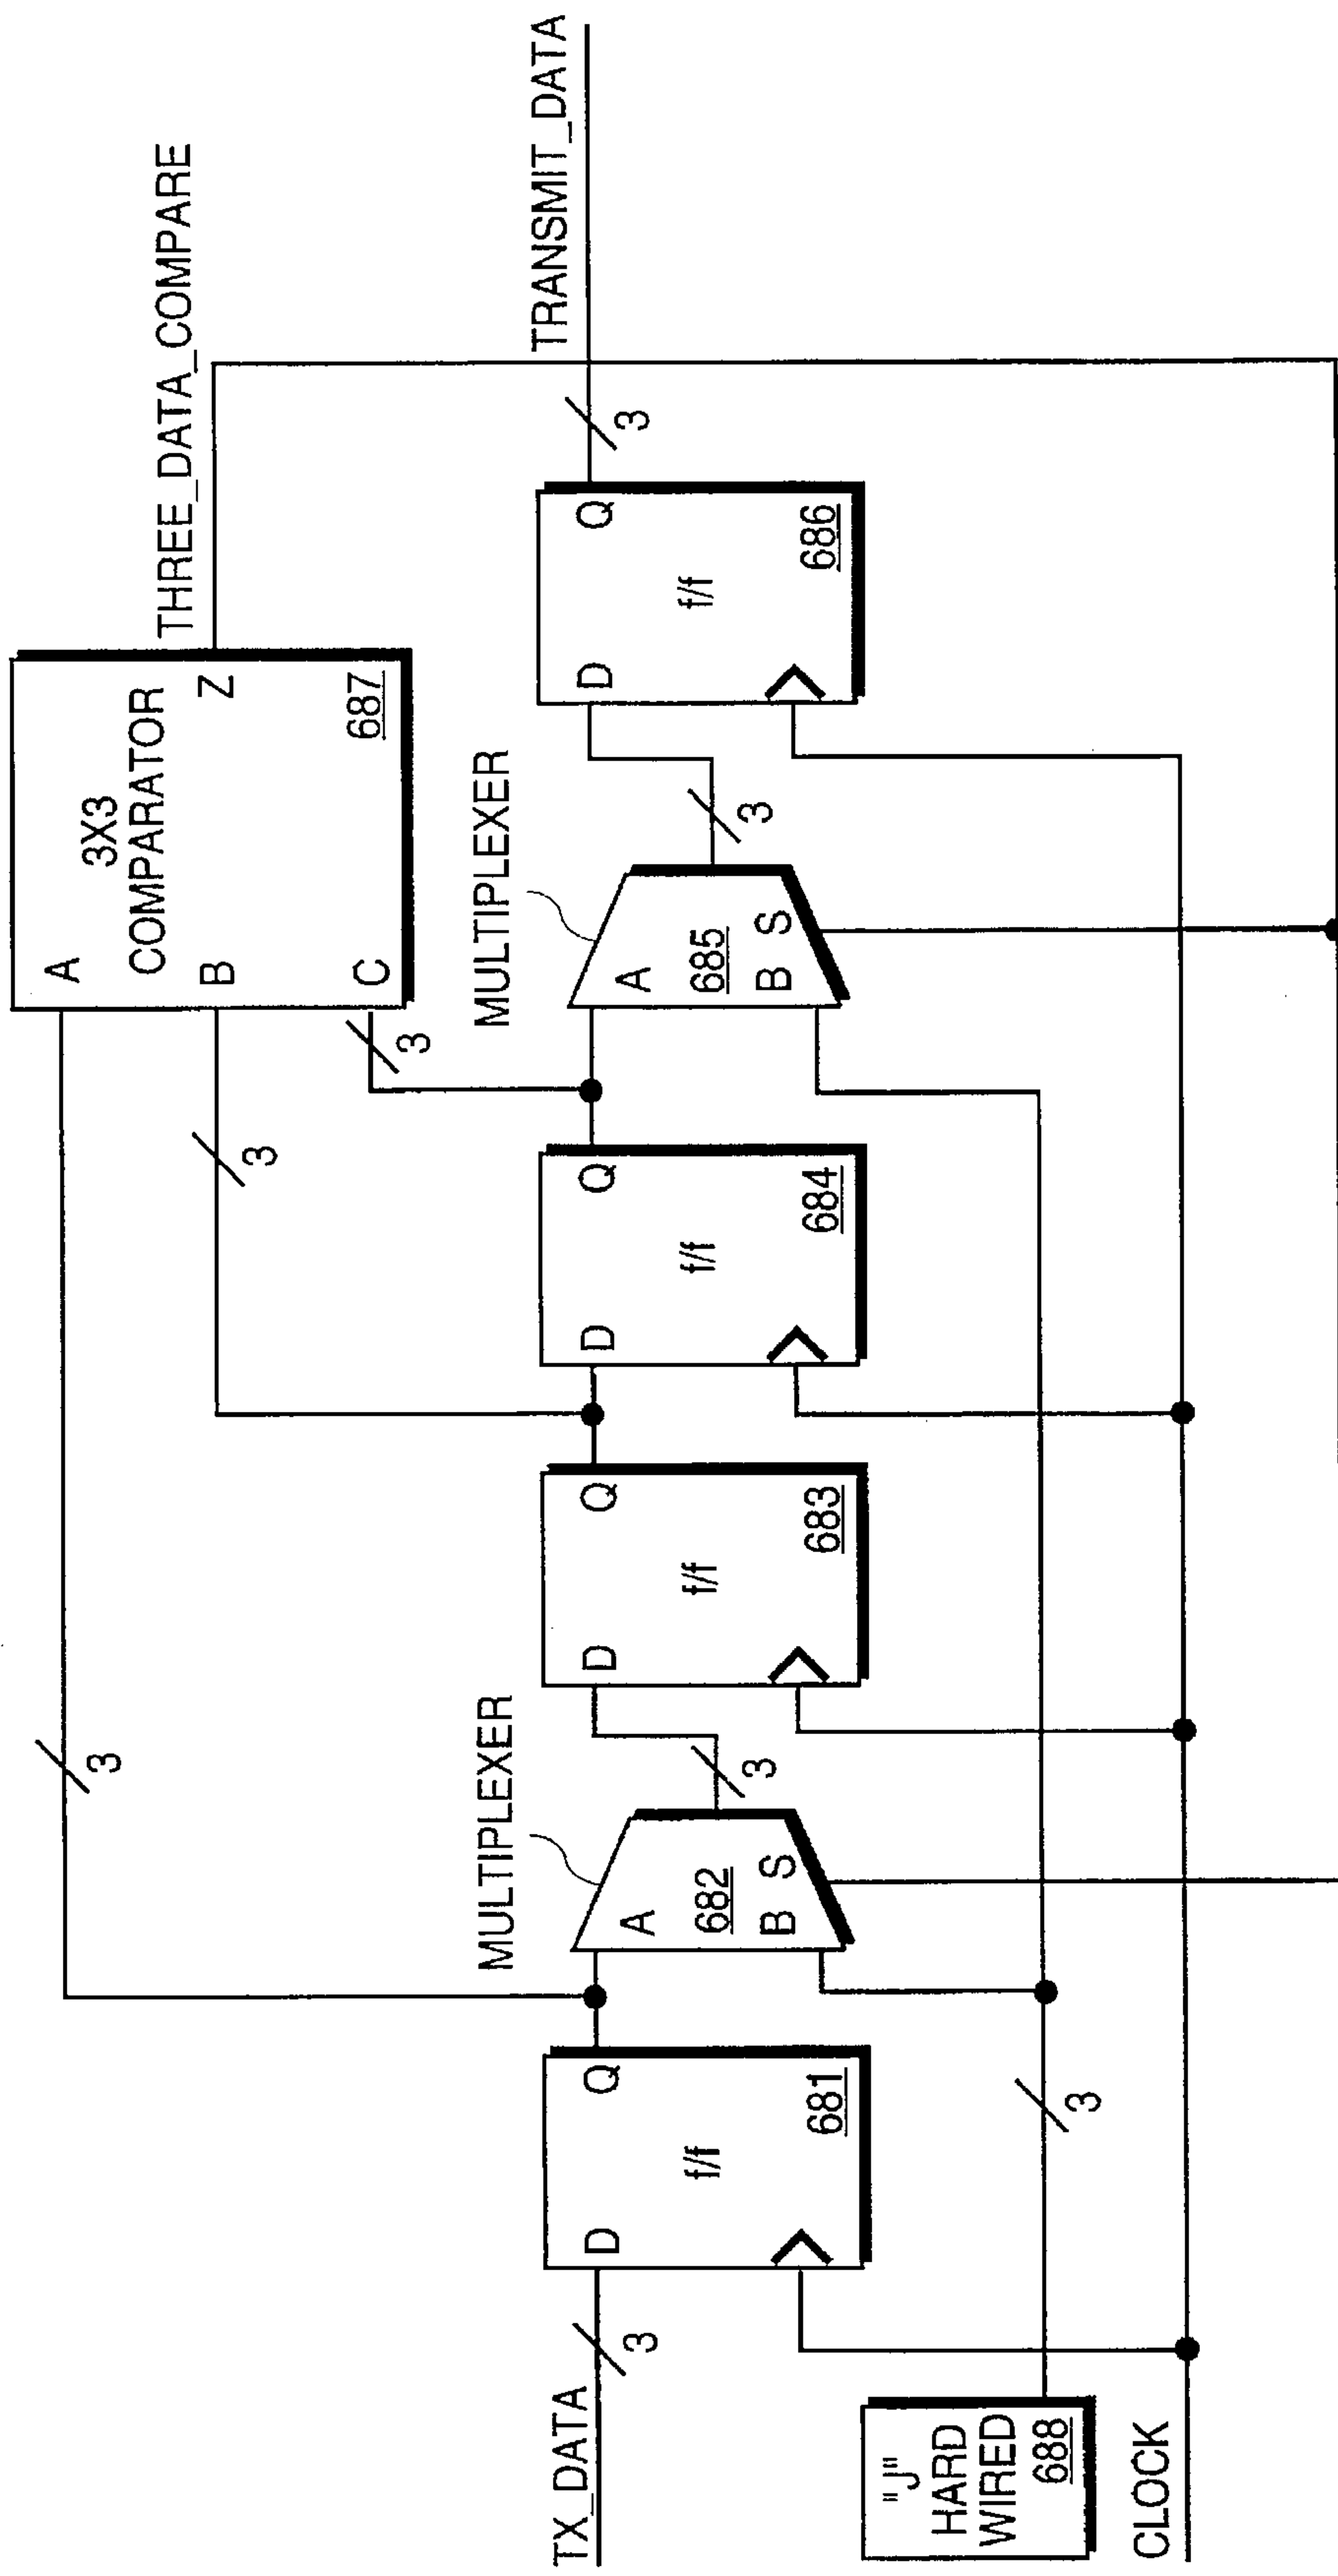 THREE_DATA_COMPARE
3X3
COMPARATOR
A
B
C
Z
687
3
3
3
MULTIPLEXER
MULTIPLEXER
TRANSMIT_DATA
TX_DATA
3
D
Q
f/f
681
A
682
B
S
3
D
Q
f/f
683
D
Q
f/f
684
A
685
B
S
3
D
Q
f/f
686
3
"J"
HARD
WIRED
688
3
CLOCK